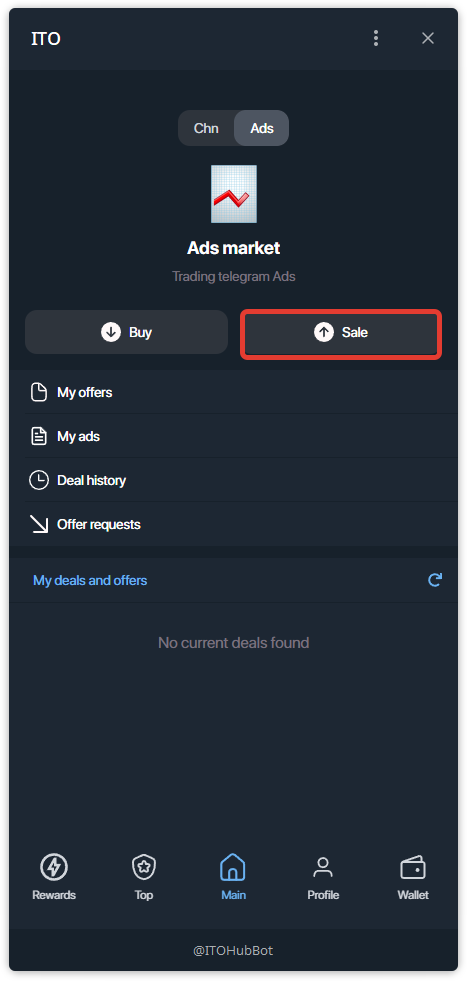 ITO
Chn Ads
Ads market
Trading telegram Ads
Buy Sale
My offers
My ads
Deal history
Offer requests
My deals and offers
No current deals found
Rewards Top Main Profile Wallet
@ITOHubBot